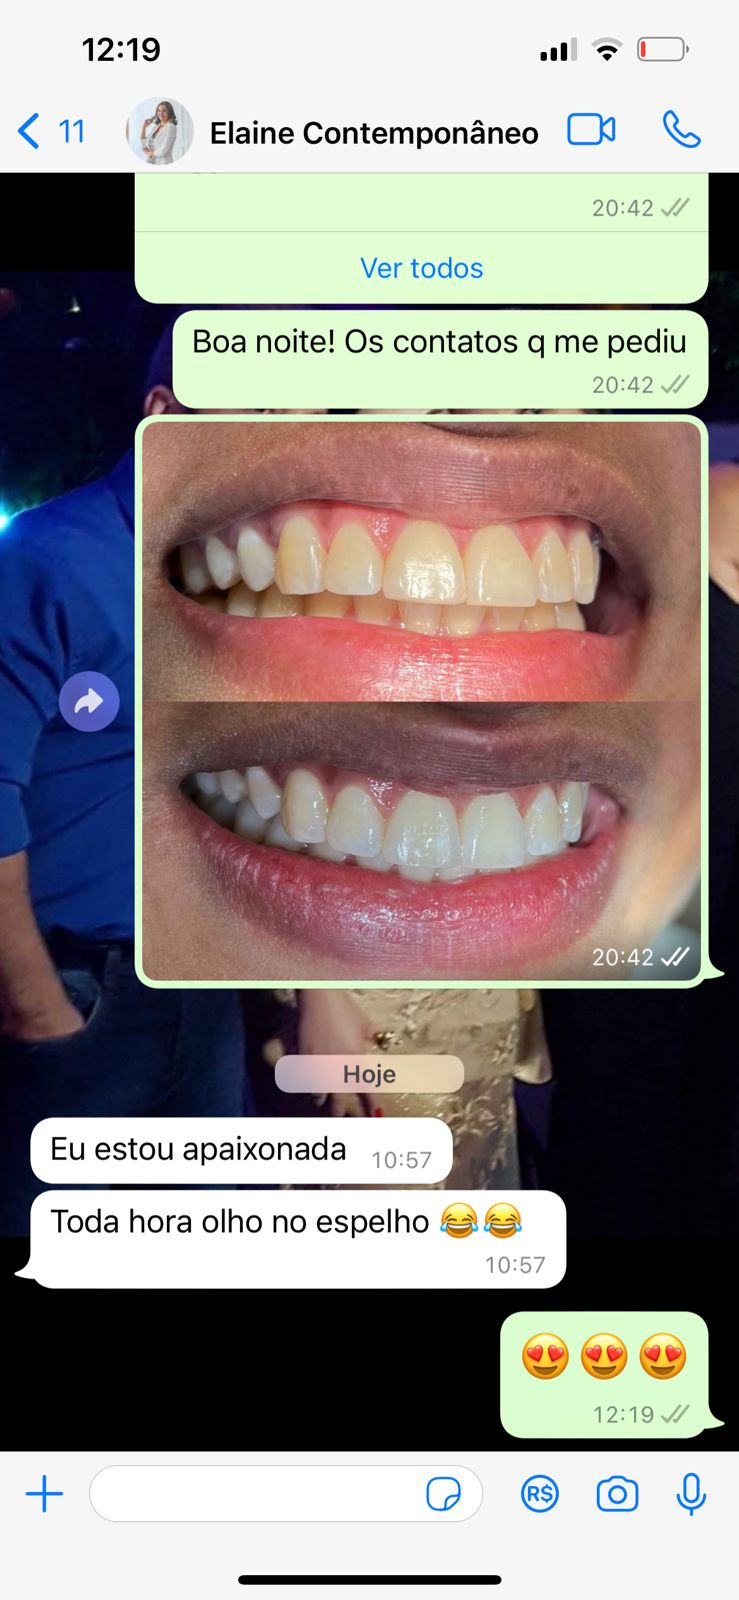 12:19
11
Elaine Contemponâneo
20:42
Ver todos
Boa noite! Os contatos q me pediu
20:42
20:42
Hoje
Eu estou apaixonada
10:57
Toda hora olho no espelho 😂😂
10:57
😍😍😍
12:19
R$